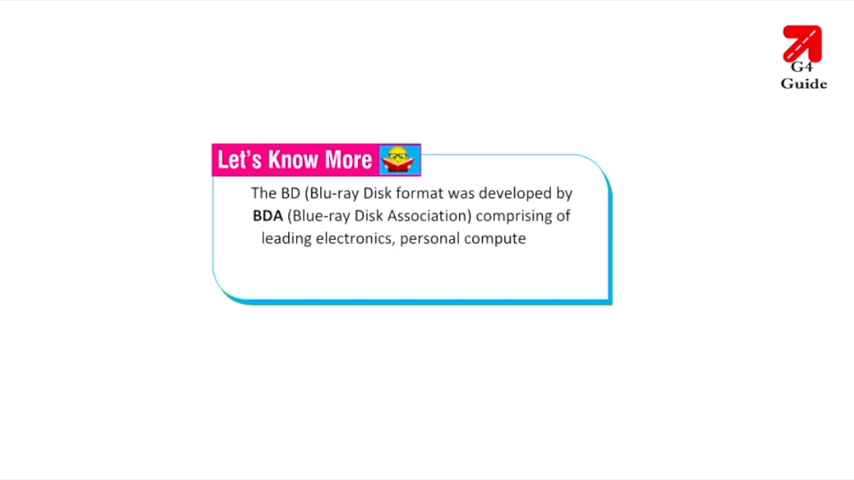 G4
Guide
Let's Know More
The BD (Blu-ray Disk format was developed by
BDA (Blue-ray Disk Association) comprising of
leading electronics, personal compute